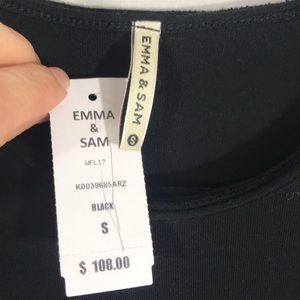 EMMA & SAM
S
EMMA
&
SAM
WFL17
K0039685ARZ
BLACK
S
$ 108.00